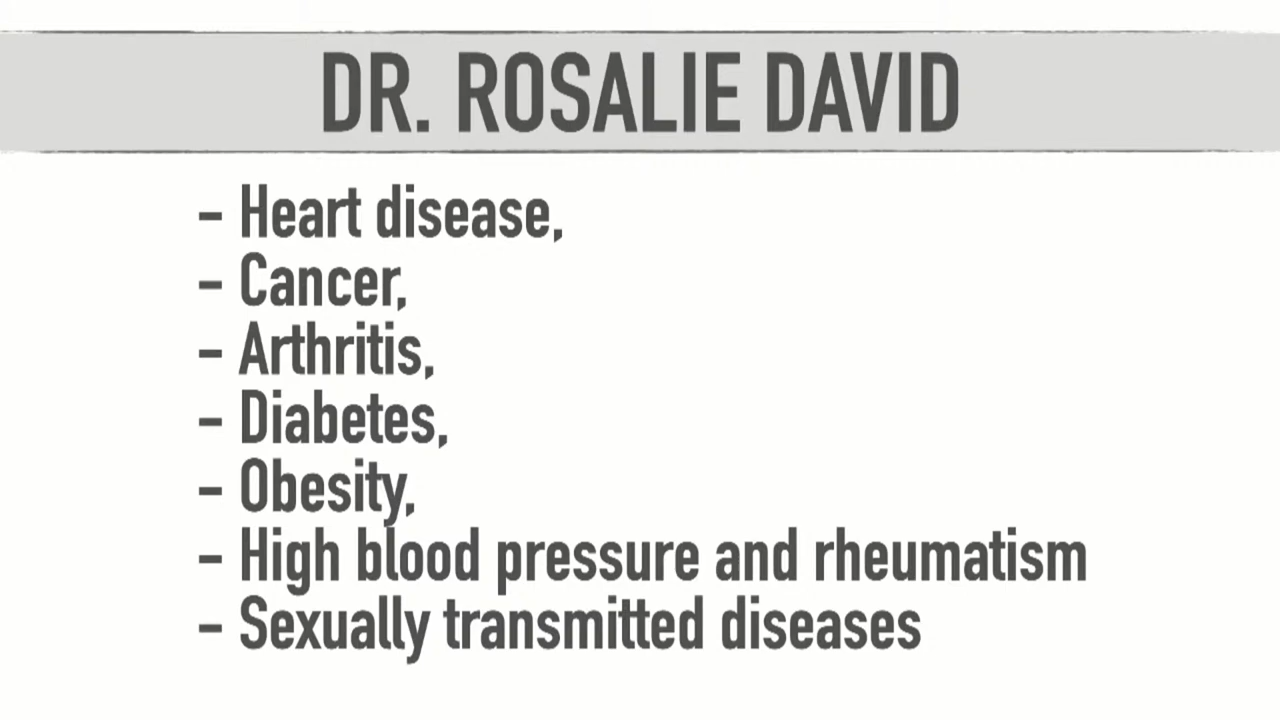 DR. ROSALIE DAVID
– Heart disease,
– Cancer,
– Arthritis,
– Diabetes,
– Obesity,
– High blood pressure and rheumatism
– Sexually transmitted diseases